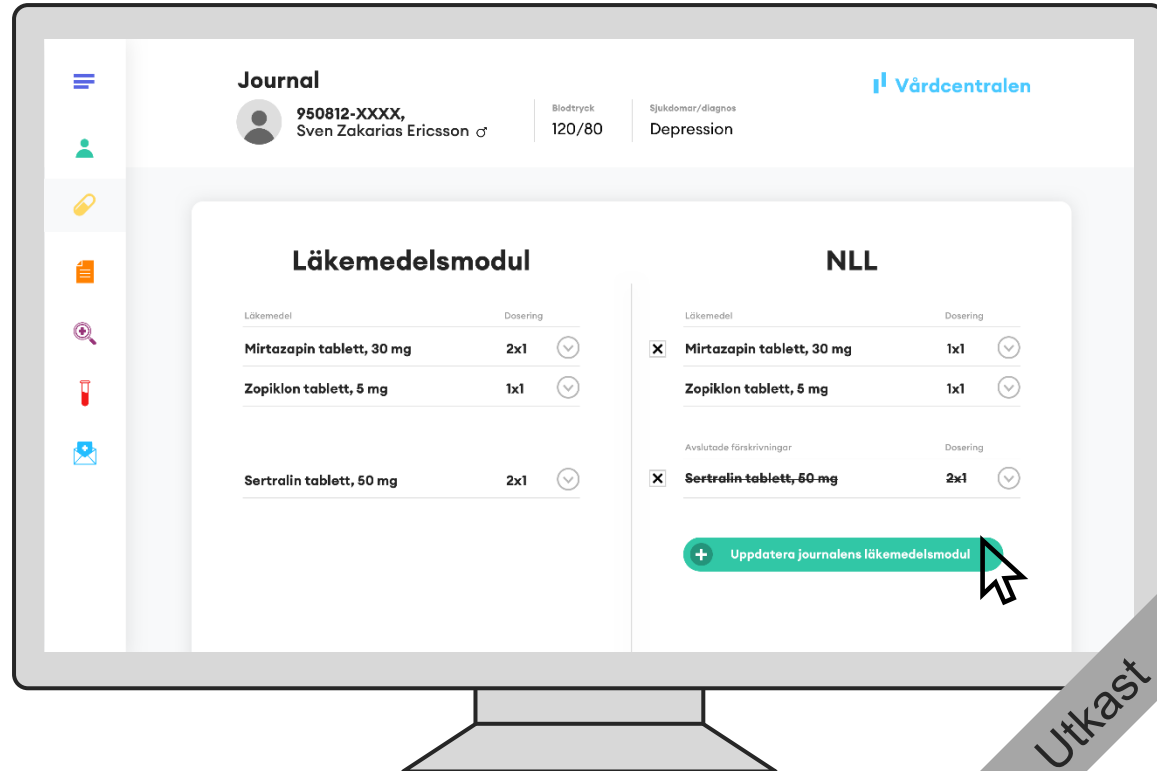 Journal
Vårdcentralen
950812-XXXX,
Sven Zakarias Ericsson ♂
Blodtryck
120/80
Sjukdomar/diagnos
Depression
Läkemedelsmodul
Läkemedel Dosering
Mirtazapin tablett, 30 mg 2x1
Zopiklon tablett, 5 mg 1x1
Sertralin tablett, 50 mg 2x1
NLL
Läkemedel Dosering
Mirtazapin tablett, 30 mg 1x1
Zopiklon tablett, 5 mg 1x1
Avslutade förskrivningar Dosering
Sertralin tablett, 50 mg 2x1
Uppdatera journalens läkemedelsmodul
Utkast